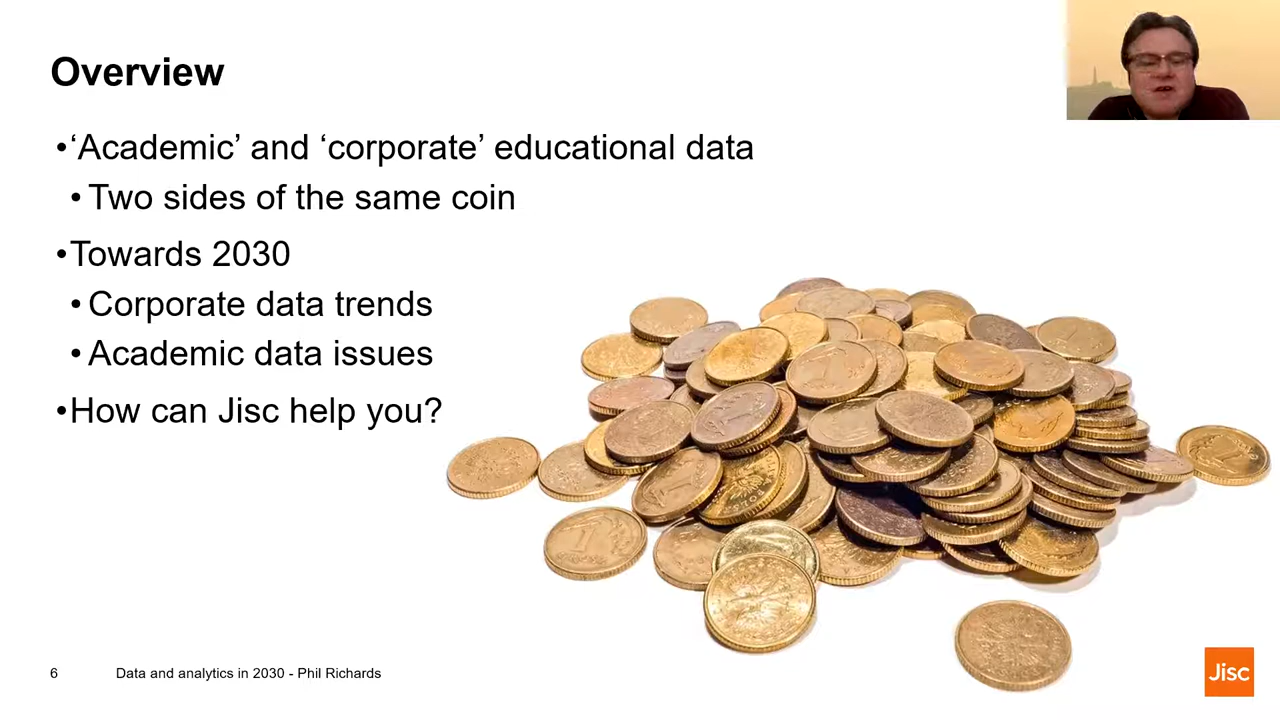 Overview
•‘Academic’ and ‘corporate’ educational data
• Two sides of the same coin
•Towards 2030
• Corporate data trends
• Academic data issues
•How can Jisc help you?
6
Data and analytics in 2030 - Phil Richards
Jisc